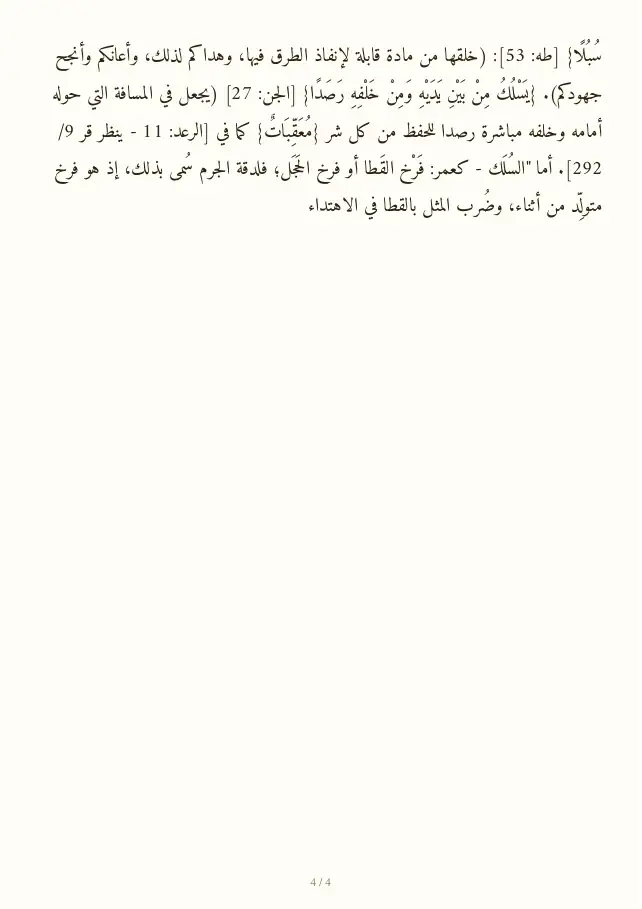 سُبُلًا} [طه: 53]: (خلقها من مادة قابلة لإنفاذ الطرق فيها، وهداكم لذلك، وأعانكم وأنجح
جهودكم). {يَسْلُكُ مِنْ بَيْنِ يَدَيْهِ وَمِنْ خَلْفِهِ رَصَدًا} [الجن: 27] (يجعل في المسافة التي حوله
أمامه وخلفه مباشرة رصدا للحفظ من كل شر {مُعَقِّبَاتٌ} كما في [الرعد: 11 - ينظر قر 9/
292]. أما "السُلَك - كعمر: فَرْخ القَطا أو فرخ الحَجَل؛ فلدقة الجرم سُمى بذلك، إذ هو فرخ
متولِّد من أثناء، وضُرب المثل بالقطا في الاهتداء
4 / 4